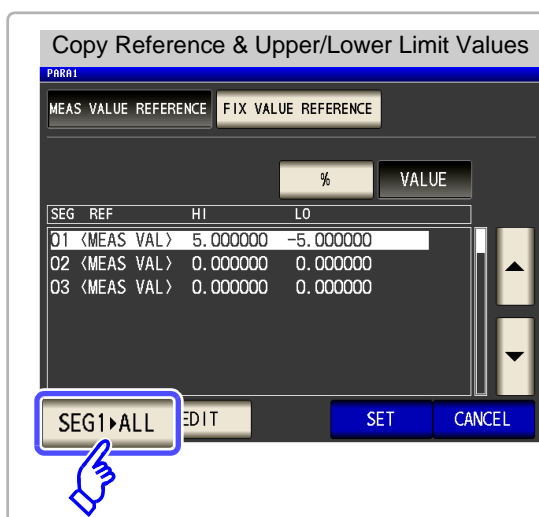 Copy Reference & Upper/Lower Limit Values
PARA1
MEAS VALUE REFERENCE FIX VALUE REFERENCE
% VALUE
SEG REF HI LO
01 <MEAS VAL> 5.000000 -5.000000
02 <MEAS VAL> 0.000000 0.000000
03 <MEAS VAL> 0.000000 0.000000
SEG1▸ALL EDIT SET CANCEL